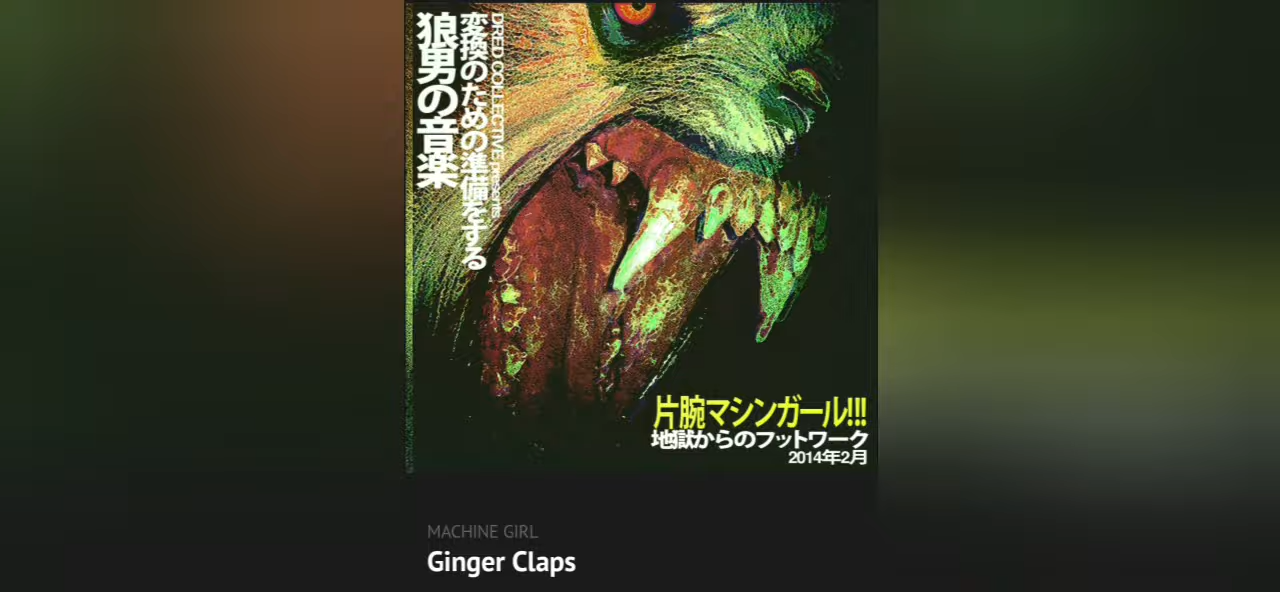 狼男の音楽
変換のための準備をする
DRED COLLECTIVE presents
片腕マシンガール!!!
地獄からのフットワーク
2014年2月
MACHINE GIRL
Ginger Claps